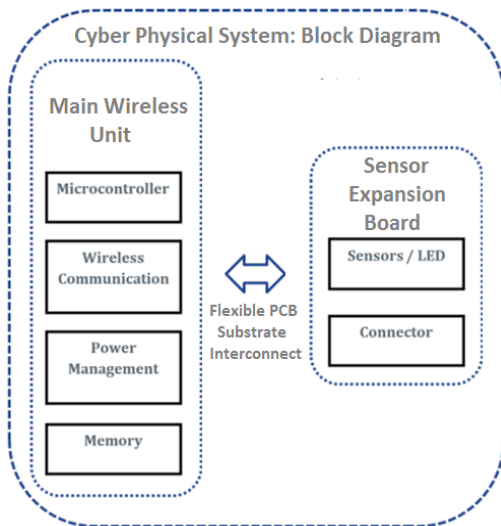 Cyber Physical System: Block Diagram
Main Wireless
Unit
Microcontroller
Wireless
Communication
Power
Management
Memory
Flexible PCB
Substrate
Interconnect
Sensor
Expansion
Board
Sensors / LED
Connector